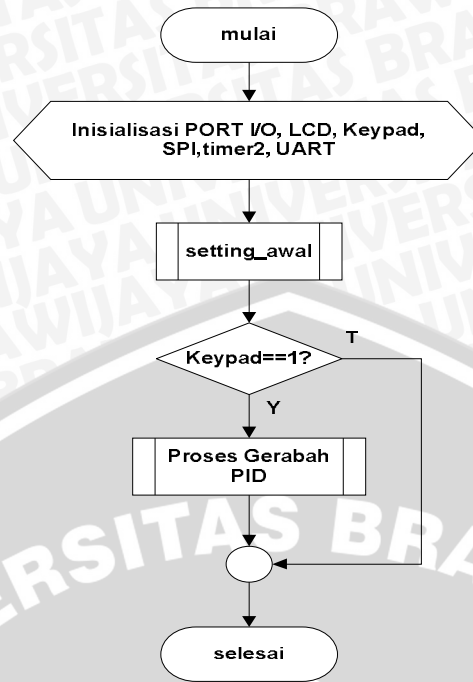 mulai
Inisialisasi PORT I/O, LCD, Keypad,
SPI,timer2, UART
setting_awal
Keypad==1?
T
Y
Proses Gerabah
PID
selesai